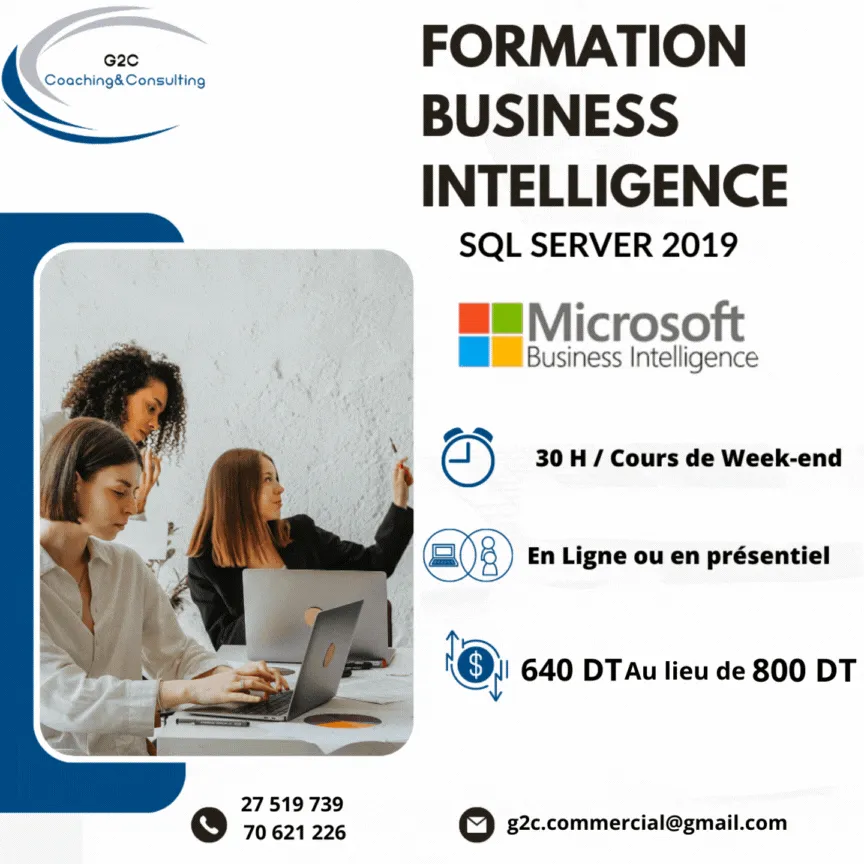 G2C
Coaching&Consulting
FORMATION
BUSINESS
INTELLIGENCE
SQL SERVER 2019
Microsoft
Business Intelligence
30 H / Cours de Week-end
En Ligne ou en présentiel
$
640 DT Au lieu de 800 DT
27 519 739
70 621 226
g2c.commercial@gmail.com